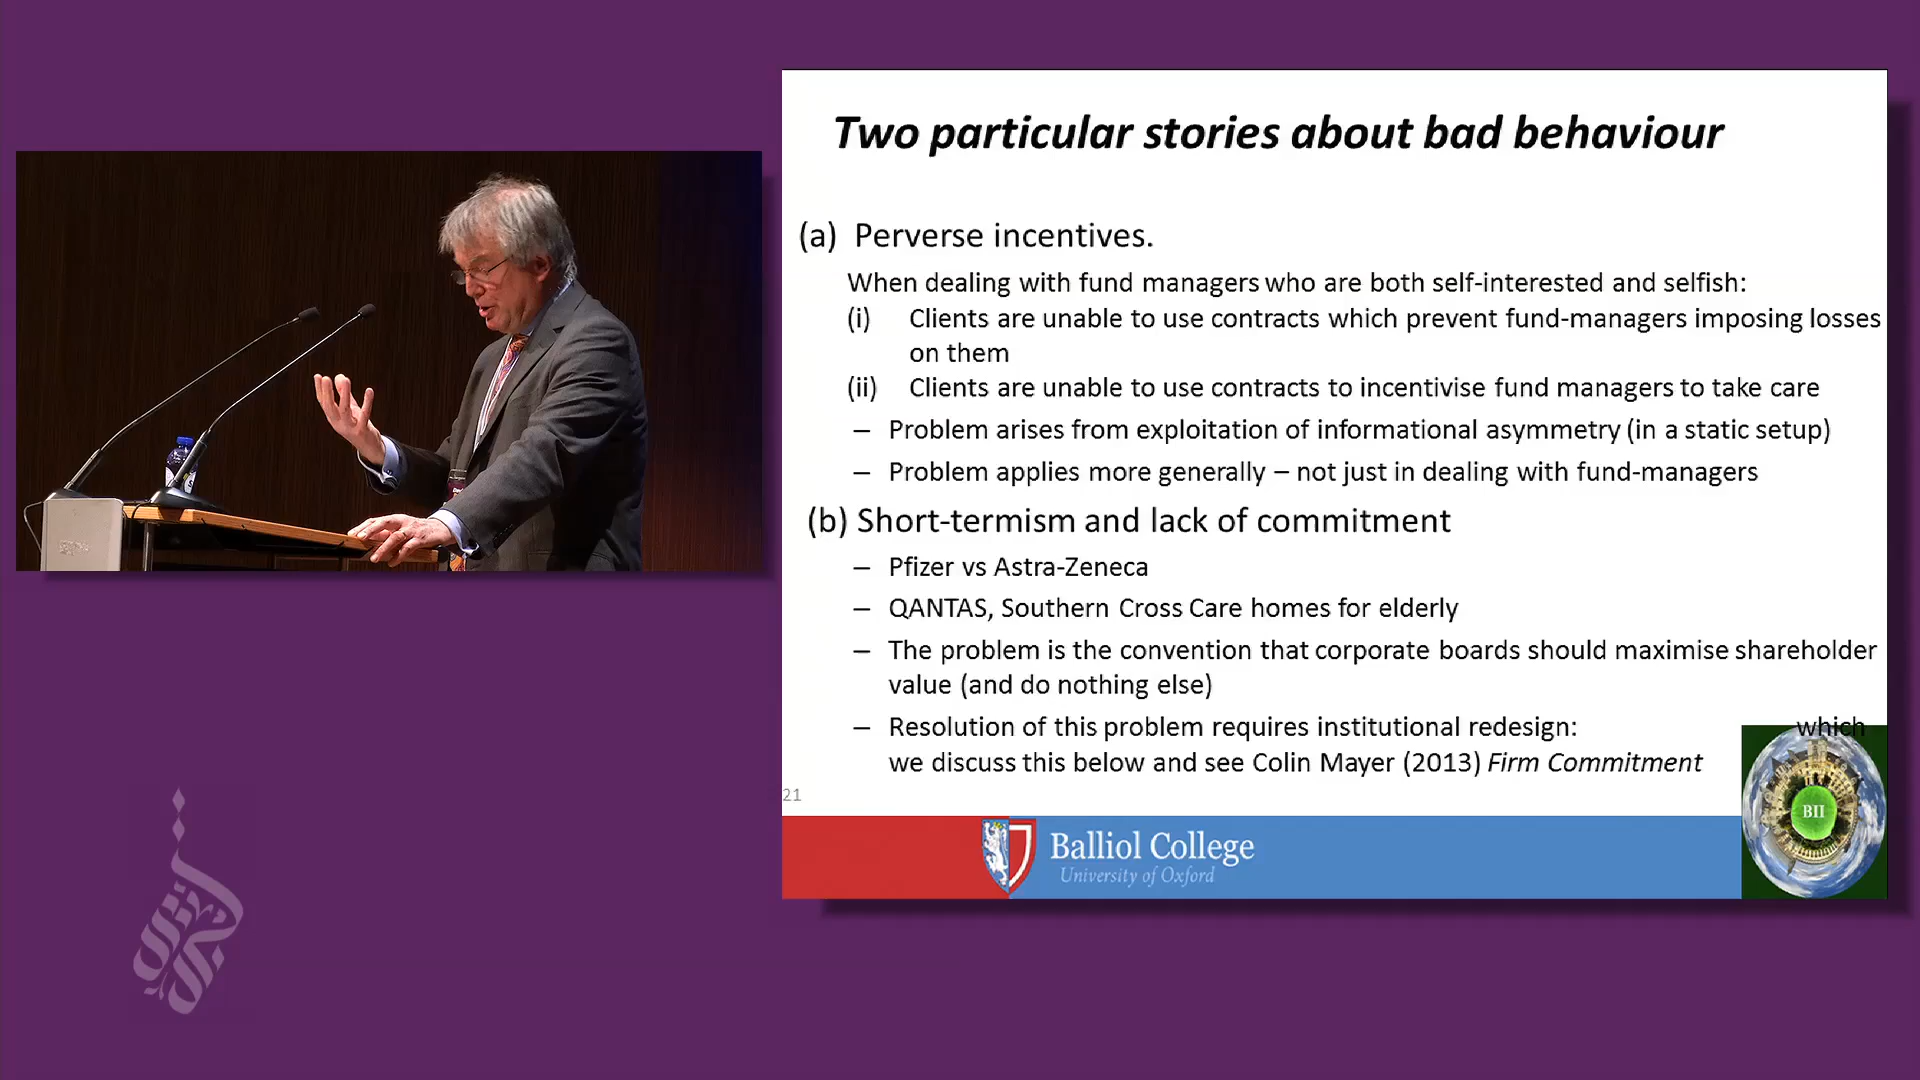 Two particular stories about bad behaviour
(a) Perverse incentives.
When dealing with fund managers who are both self-interested and selfish:
(i) Clients are unable to use contracts which prevent fund-managers imposing losses
on them
(ii) Clients are unable to use contracts to incentivise fund managers to take care
– Problem arises from exploitation of informational asymmetry (in a static setup)
– Problem applies more generally – not just in dealing with fund-managers
(b) Short-termism and lack of commitment
– Pfizer vs Astra-Zeneca
– QANTAS, Southern Cross Care homes for elderly
– The problem is the convention that corporate boards should maximise shareholder
value (and do nothing else)
– Resolution of this problem requires institutional redesign: which
we discuss this below and see Colin Mayer (2013) Firm Commitment
21
Balliol College
University of Oxford
BII